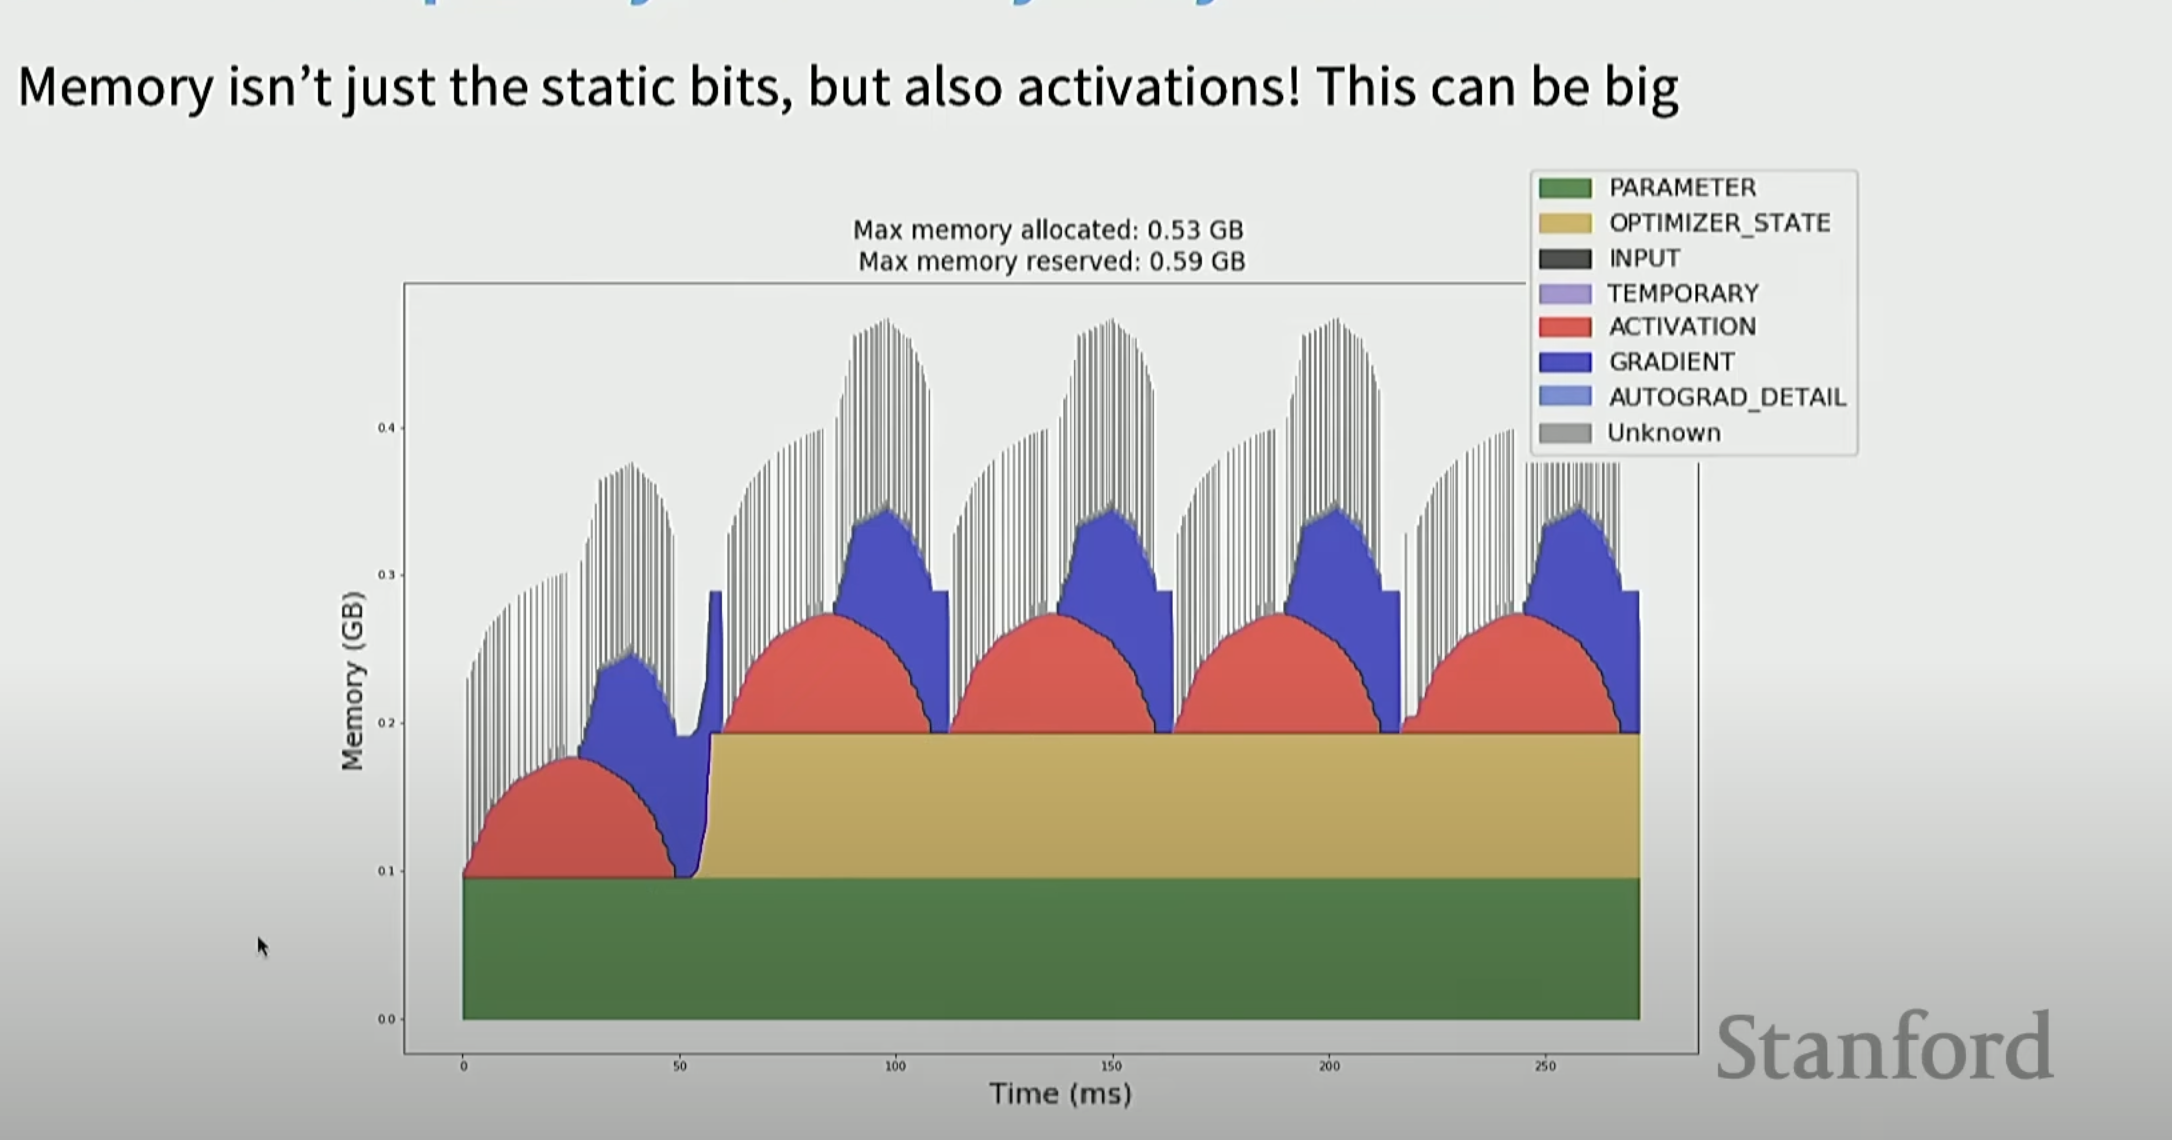 Memory isn't just the static bits, but also activations! This can be big
PARAMETER
OPTIMIZER_STATE
INPUT
TEMPORARY
ACTIVATION
GRADIENT
AUTOGRAD_DETAIL
Unknown
Max memory allocated: 0.53 GB
Max memory reserved: 0.59 GB
Memory (GB)
0.4
0.3
0.2
0.1
0.0
0 50 100 150 200 250
Time (ms)
Stanford